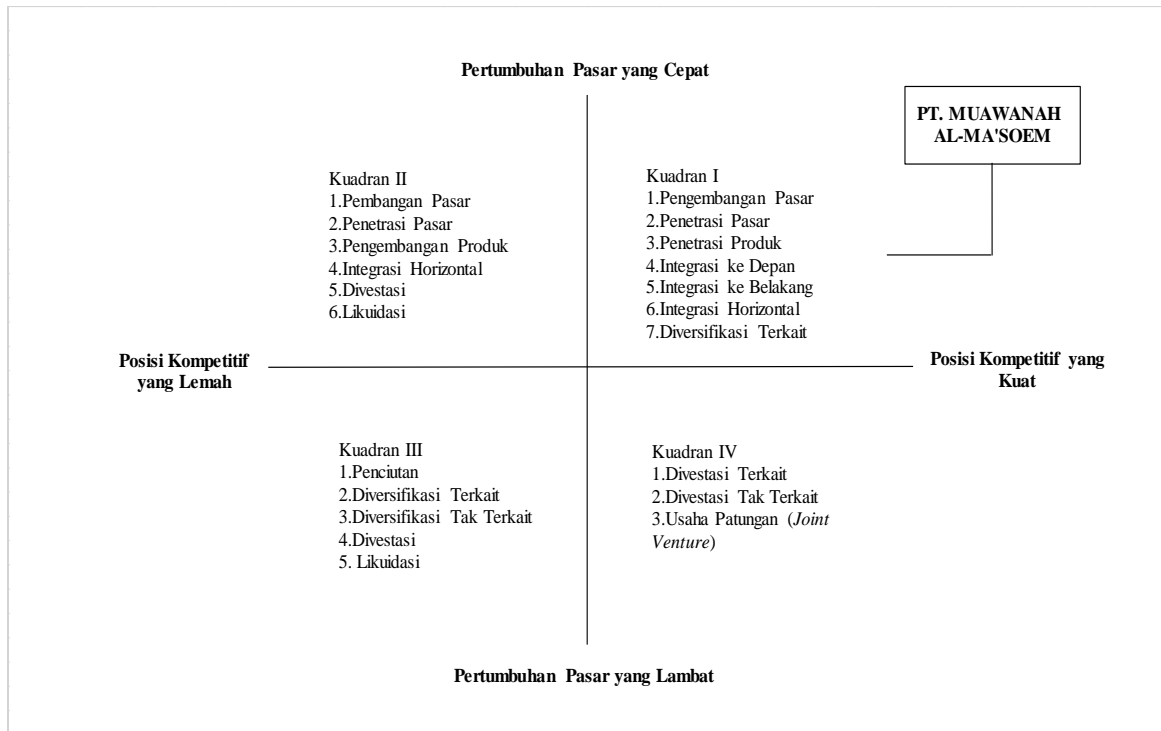 Pertumbuhan Pasar yang Cepat
PT. MUAWANAH
AL-MA'SOEM
Kuadran II
1.Pembangan Pasar
2.Penetrasi Pasar
3.Pengembangan Produk
4.Integrasi Horizontal
5.Divestasi
6.Likuidasi
Kuadran I
1.Pengembangan Pasar
2.Penetrasi Pasar
3.Penetrasi Produk
4.Integrasi ke Depan
5.Integrasi ke Belakang
6.Integrasi Horizontal
7.Diversifikasi Terkait
Posisi Kompetitif
yang Lemah
Posisi Kompetitif yang
Kuat
Kuadran III
1.Penciutan
2.Diversifikasi Terkait
3.Diversifikasi Tak Terkait
4.Divestasi
5. Likuidasi
Kuadran IV
1.Divestasi Terkait
2.Divestasi Tak Terkait
3.Usaha Patungan (Joint
Venture)
Pertumbuhan Pasar yang Lambat